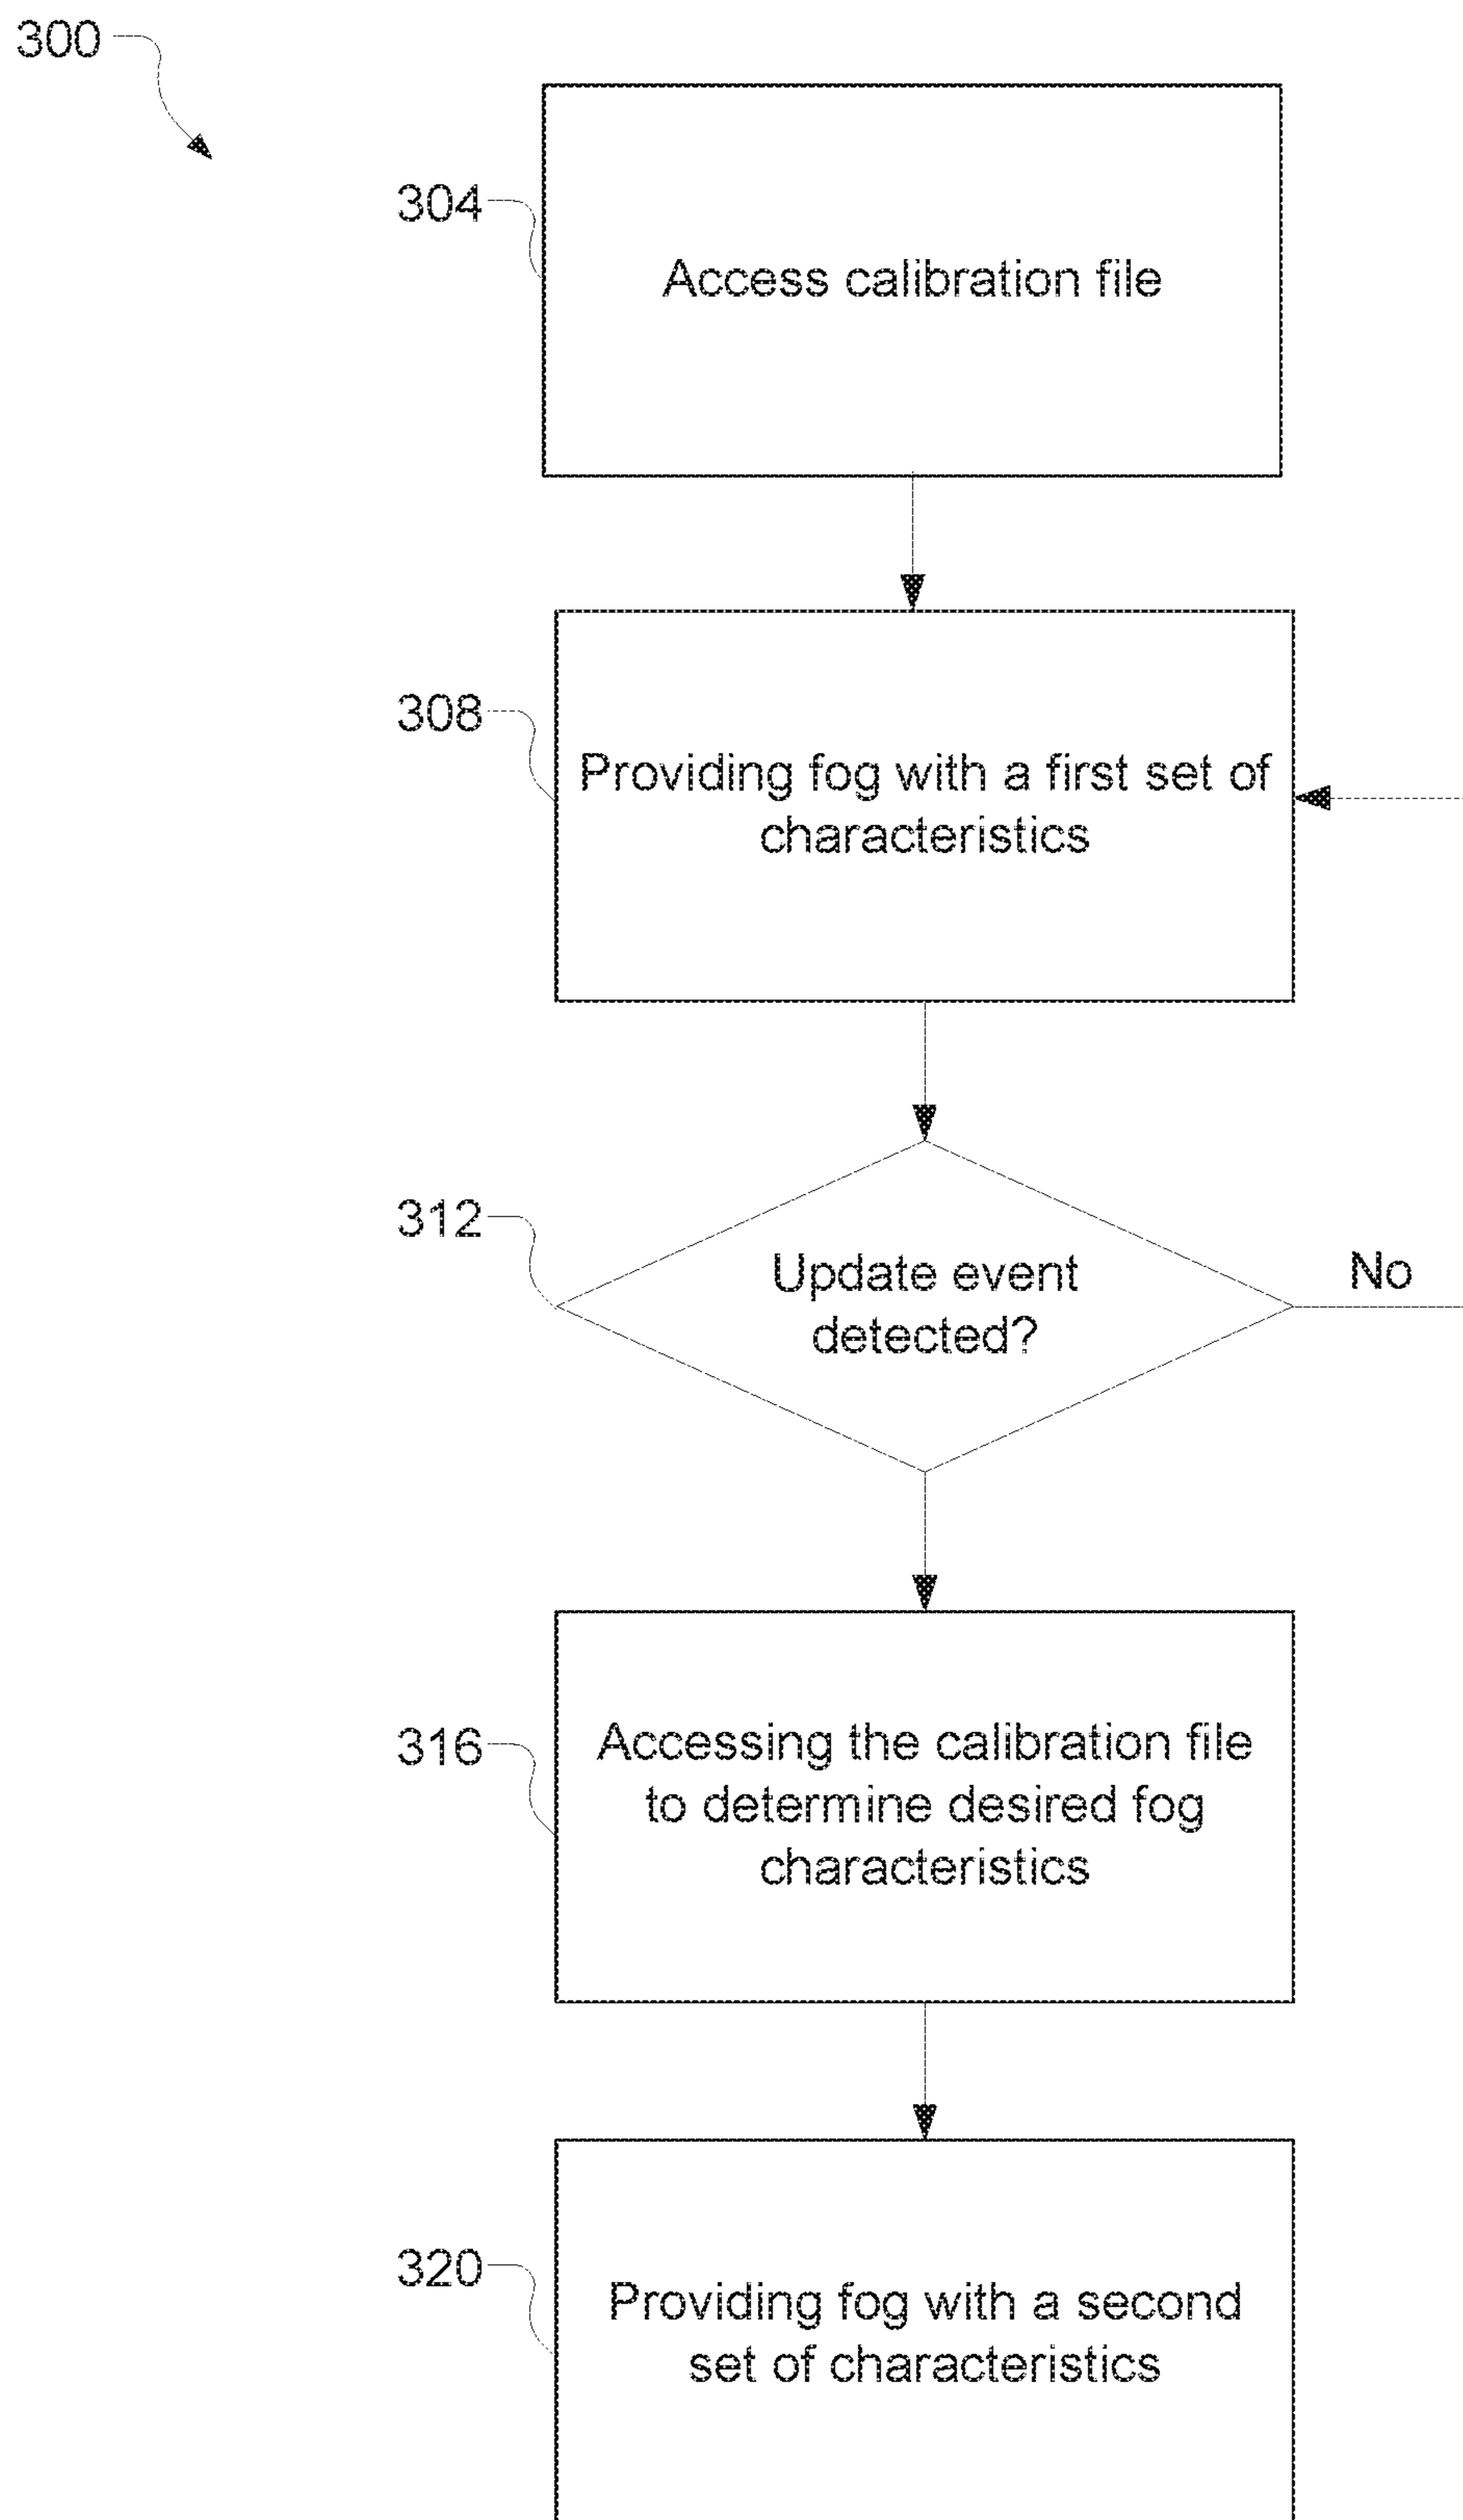 300
304
Access calibration file
308
Providing fog with a first set of
characteristics
312
Update event
detected?
No
316
Accessing the calibration file
to determine desired fog
characteristics
320
Providing fog with a second
set of characteristics